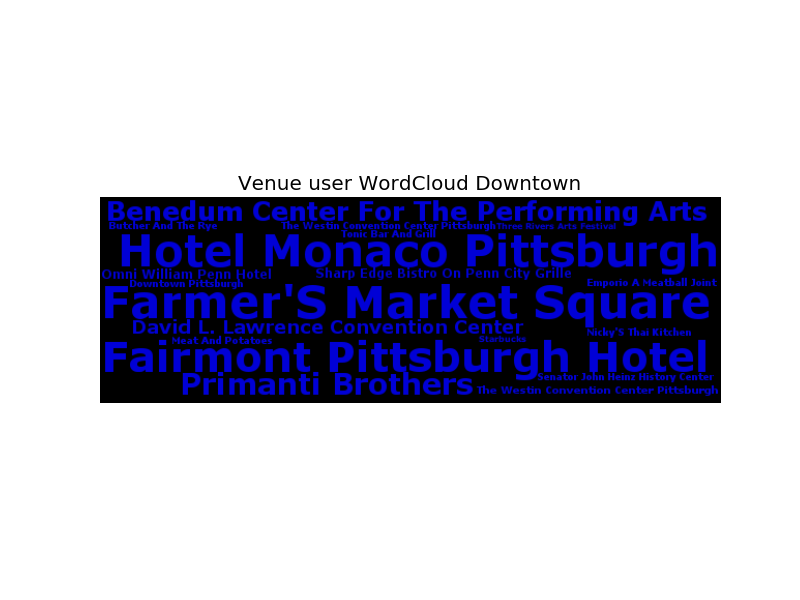 Venue user WordCloud Downtown
Benedum Center For The Performing Arts
Butcher And The Rye
The Westin Convention Center Pittsburgh
Three Rivers Arts Festival
Tonic Bar And Grill
Hotel Monaco Pittsburgh
Omni William Penn Hotel
Sharp Edge Bistro On Penn
City Grille
Downtown Pittsburgh
Emporio A Meatball Joint
Farmer'S Market Square
David L. Lawrence Convention Center
Nicky'S Thai Kitchen
Meat And Potatoes
Starbucks
Fairmont Pittsburgh Hotel
Primanti Brothers
Senator John Heinz History Center
The Westin Convention Center Pittsburgh